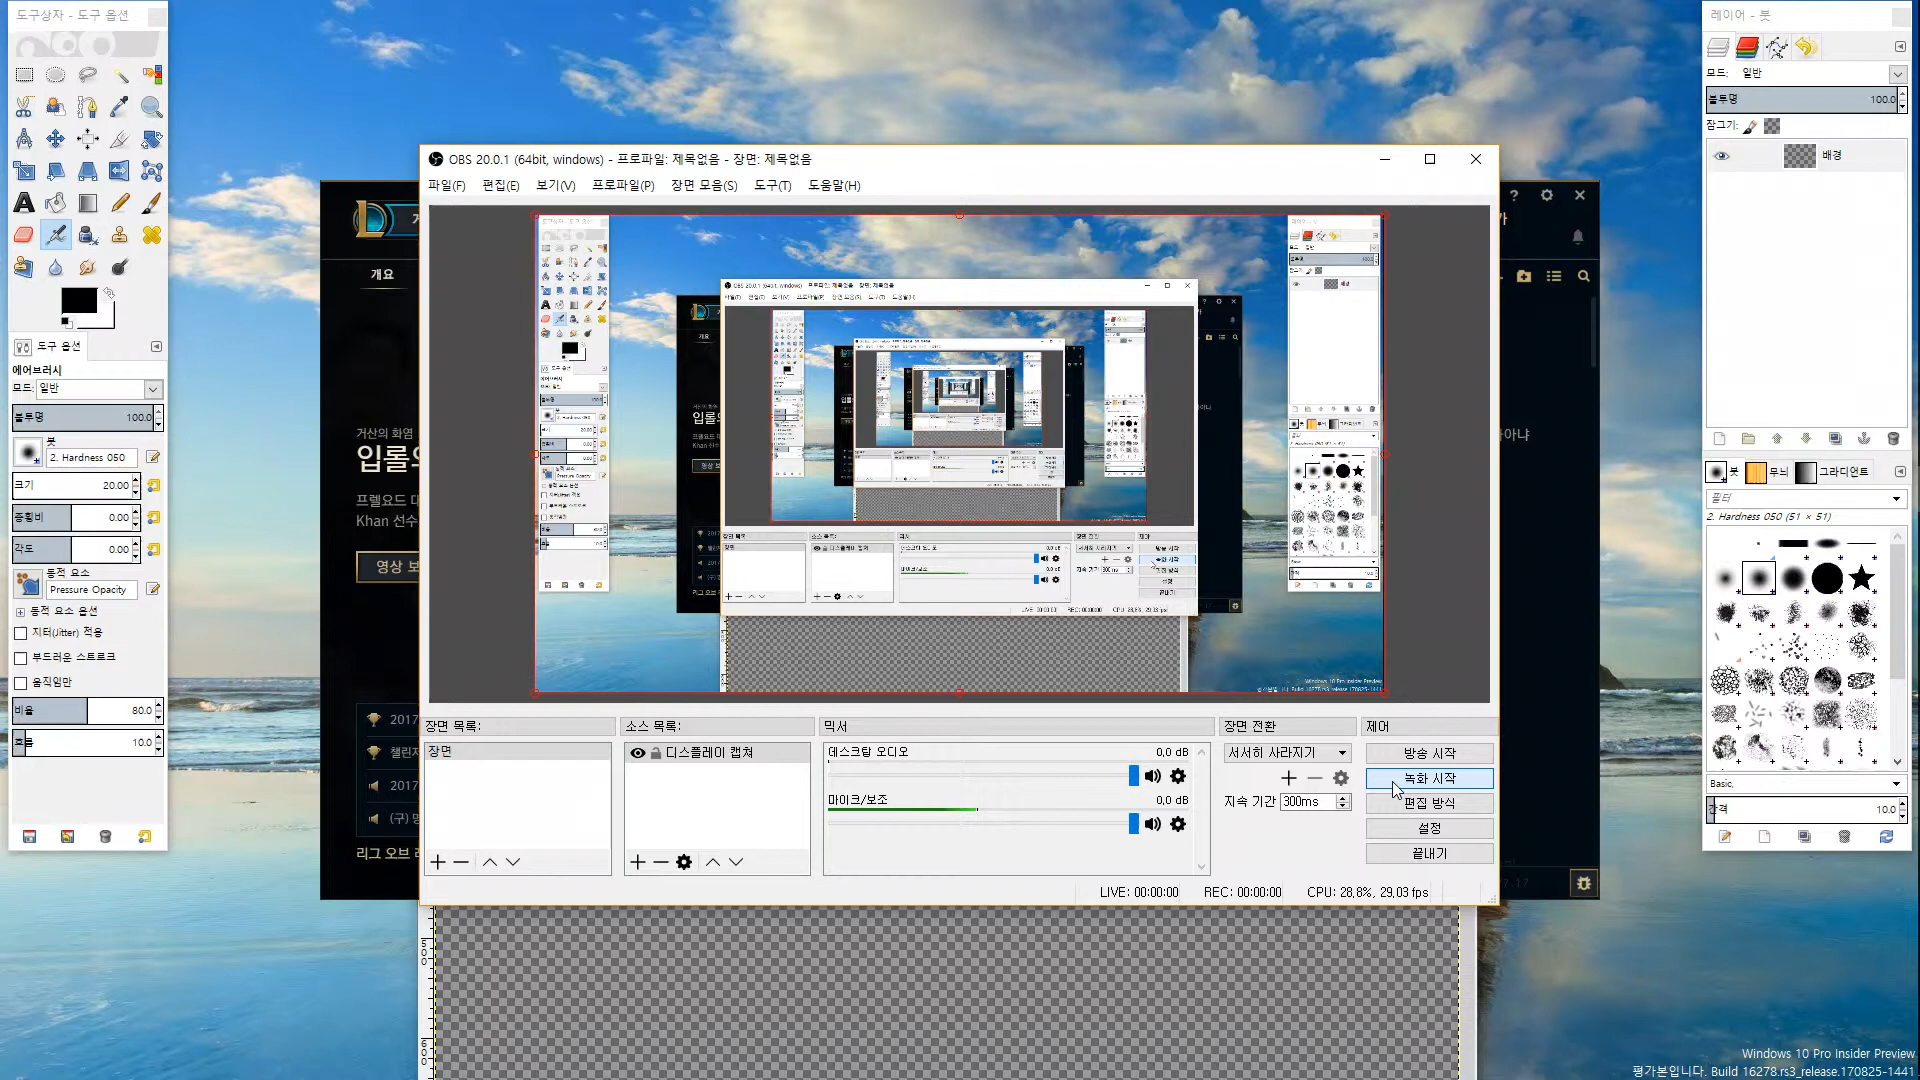 도구상자 - 도구 옵션
도구 옵션
에어브러시
모드: 일반
불투명 100.0
붓
2. Hardness 050
크기 20.00
종횡비 0.00
각도 0.00
동적 요소
Pressure Opacity
동적 요소 옵션
지터(Jitter) 적용
부드러운 스트로크
움직임만
비율 80.0
흐름 10.0
개요
거산의 화염
입롤의
프렐요드 대
Khan 선수
영상 보
2017
챌린저
2017
(구) 명
리그 오브 레
OBS 20.0.1 (64bit, windows) - 프로파일: 제목없음 - 장면: 제목없음
파일(F) 편집(E) 보기(V) 프로파일(P) 장면 모음(S) 도구(T) 도움말(H)
장면 목록: 소스 목록: 믹서 장면 전환 제어
장면
디스플레이 캡쳐
데스크탑 오디오 0,0 dB
마이크/보조 0,0 dB
서서히 사라지기
지속 기간 300ms
방송 시작
녹화 시작
편집 방식
설정
끝내기
LIVE: 00:00:00 REC: 00:00:00 CPU: 28,8%, 29,03 fps
500
600
레이어 - 붓
모드: 일반
불투명 100.0
잠그기:
배경
붓 무늬 그라디언트
필터
2. Hardness 050 (51 × 51)
Basic,
간격 10.0
Windows 10 Pro Insider Preview
평가본입니다. Build 16278.rs3_release.170825-1441